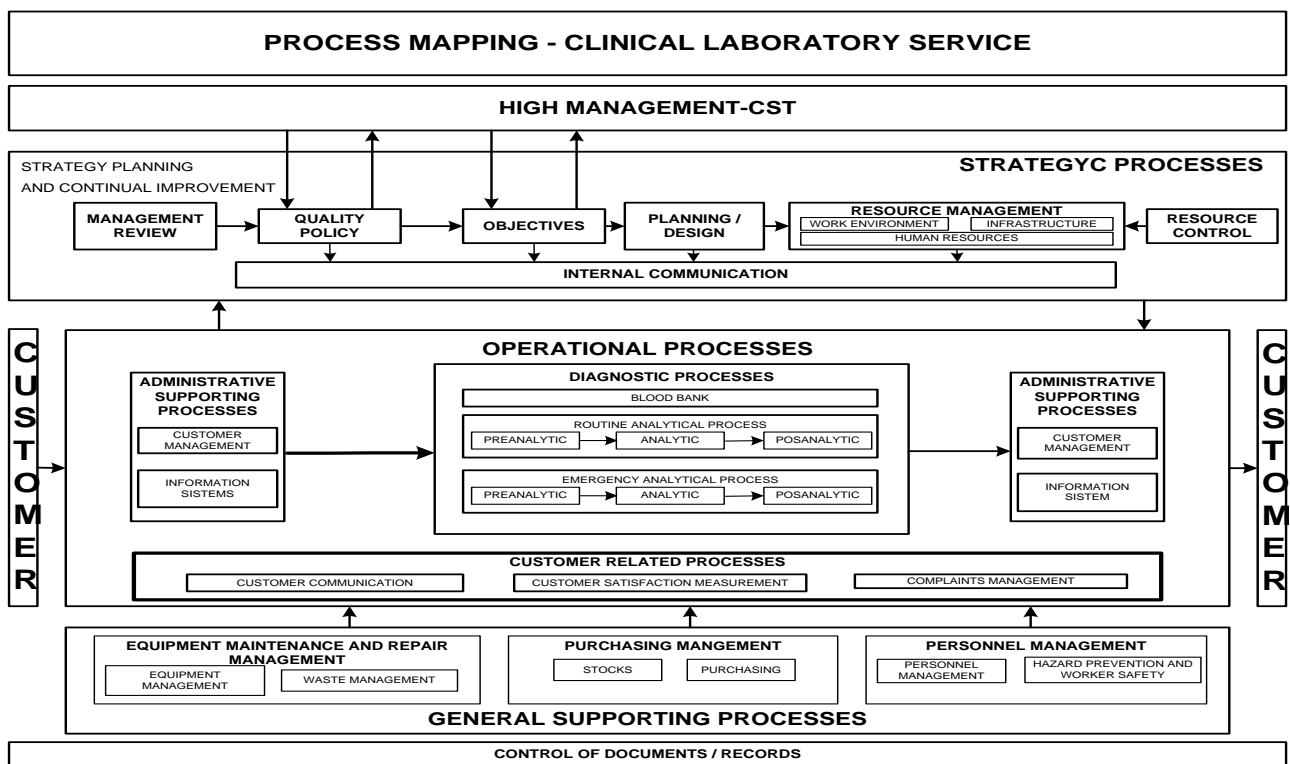 PROCESS MAPPING - CLINICAL LABORATORY SERVICE
HIGH MANAGEMENT-CST
STRATEGY PLANNING
AND CONTINUAL IMPROVEMENT
STRATEGYC PROCESSES
MANAGEMENT
REVIEW
QUALITY
POLICY
OBJECTIVES
PLANNING /
DESIGN
RESOURCE MANAGEMENT
WORK ENVIRONMENT
INFRASTRUCTURE
HUMAN RESOURCES
RESOURCE
CONTROL
INTERNAL COMMUNICATION
CUSTOMER
OPERATIONAL PROCESSES
ADMINISTRATIVE
SUPPORTING
PROCESSES
CUSTOMER
MANAGEMENT
INFORMATION
SISTEMS
DIAGNOSTIC PROCESSES
BLOOD BANK
ROUTINE ANALYTICAL PROCESS
PREANALYTIC
ANALYTIC
POSANALYTIC
EMERGENCY ANALYTICAL PROCESS
PREANALYTIC
ANALYTIC
POSANALYTIC
ADMINISTRATIVE
SUPPORTING
PROCESSES
CUSTOMER
MANAGEMENT
INFORMATION
SISTEM
CUSTOMER
CUSTOMER RELATED PROCESSES
CUSTOMER COMMUNICATION
CUSTOMER SATISFACTION MEASUREMENT
COMPLAINTS MANAGEMENT
EQUIPMENT MAINTENANCE AND REPAIR
MANAGEMENT
EQUIPMENT
MANAGEMENT
WASTE MANAGEMENT
PURCHASING MANGEMENT
STOCKS
PURCHASING
PERSONNEL MANAGEMENT
PERSONNEL
MANAGEMENT
HAZARD PREVENTION AND
WORKER SAFETY
GENERAL SUPPORTING PROCESSES
CONTROL OF DOCUMENTS / RECORDS